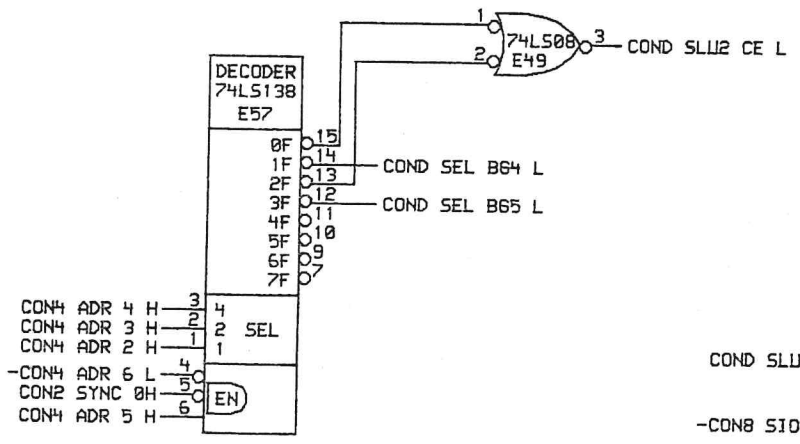 1
74LS08
3
COND SLU2 CE L
2
E49
DECODER
74LS138
E57
0F 15
1F 14
COND SEL B64 L
2F 13
3F 12
COND SEL B65 L
4F 11
5F 10
6F 9
7F 7
CON4 ADR 4 H 3 4
CON4 ADR 3 H 2 2 SEL
CON4 ADR 2 H 1 1
-CON4 ADR 6 L 4
CON2 SYNC 0H 5 EN
CON4 ADR 5 H 6
COND SLU
-CON8 SIO